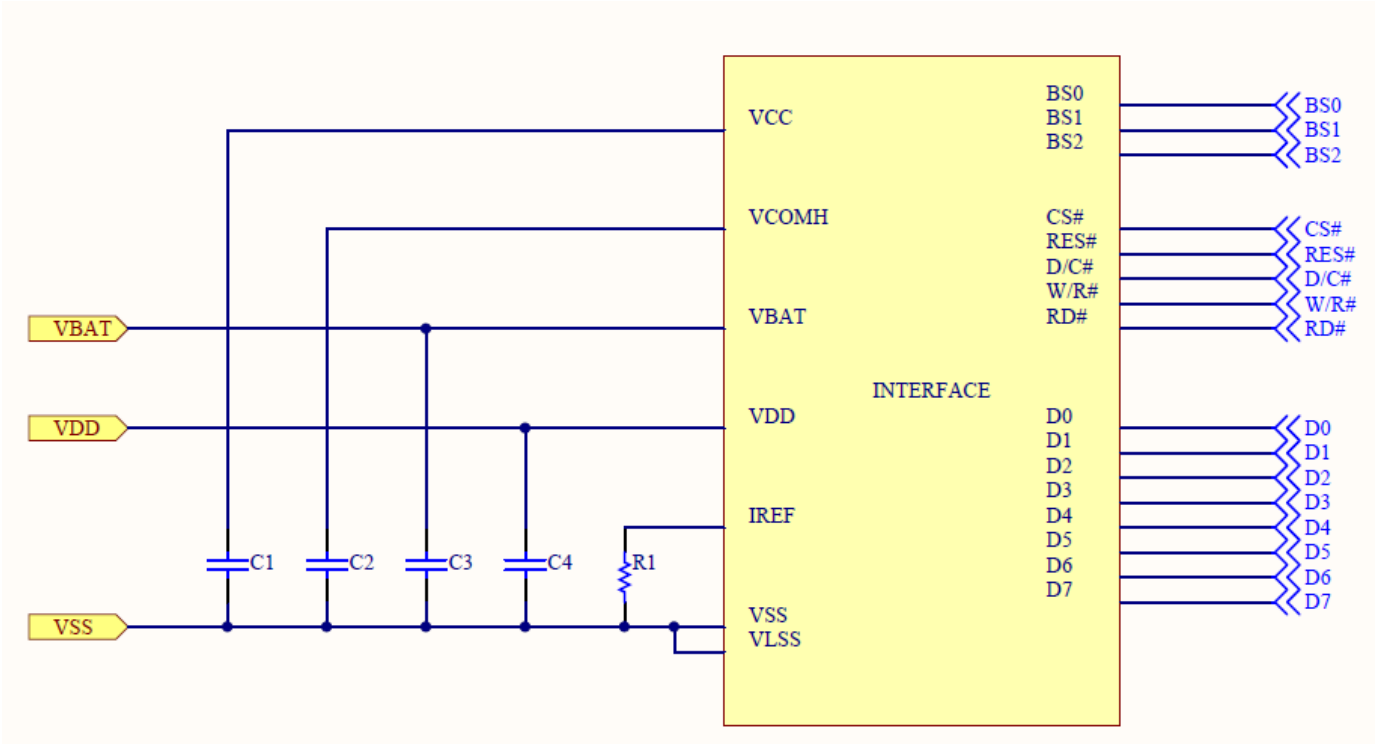 VCC
VCOMH
VBAT
VBAT
VDD
VDD
IREF
C1
C2
C3
C4
R1
VSS
VSS
VLSS
INTERFACE
BS0
BS1
BS2
CS#
RES#
D/C#
W/R#
RD#
D0
D1
D2
D3
D4
D5
D6
D7
BS0
BS1
BS2
CS#
RES#
D/C#
W/R#
RD#
D0
D1
D2
D3
D4
D5
D6
D7